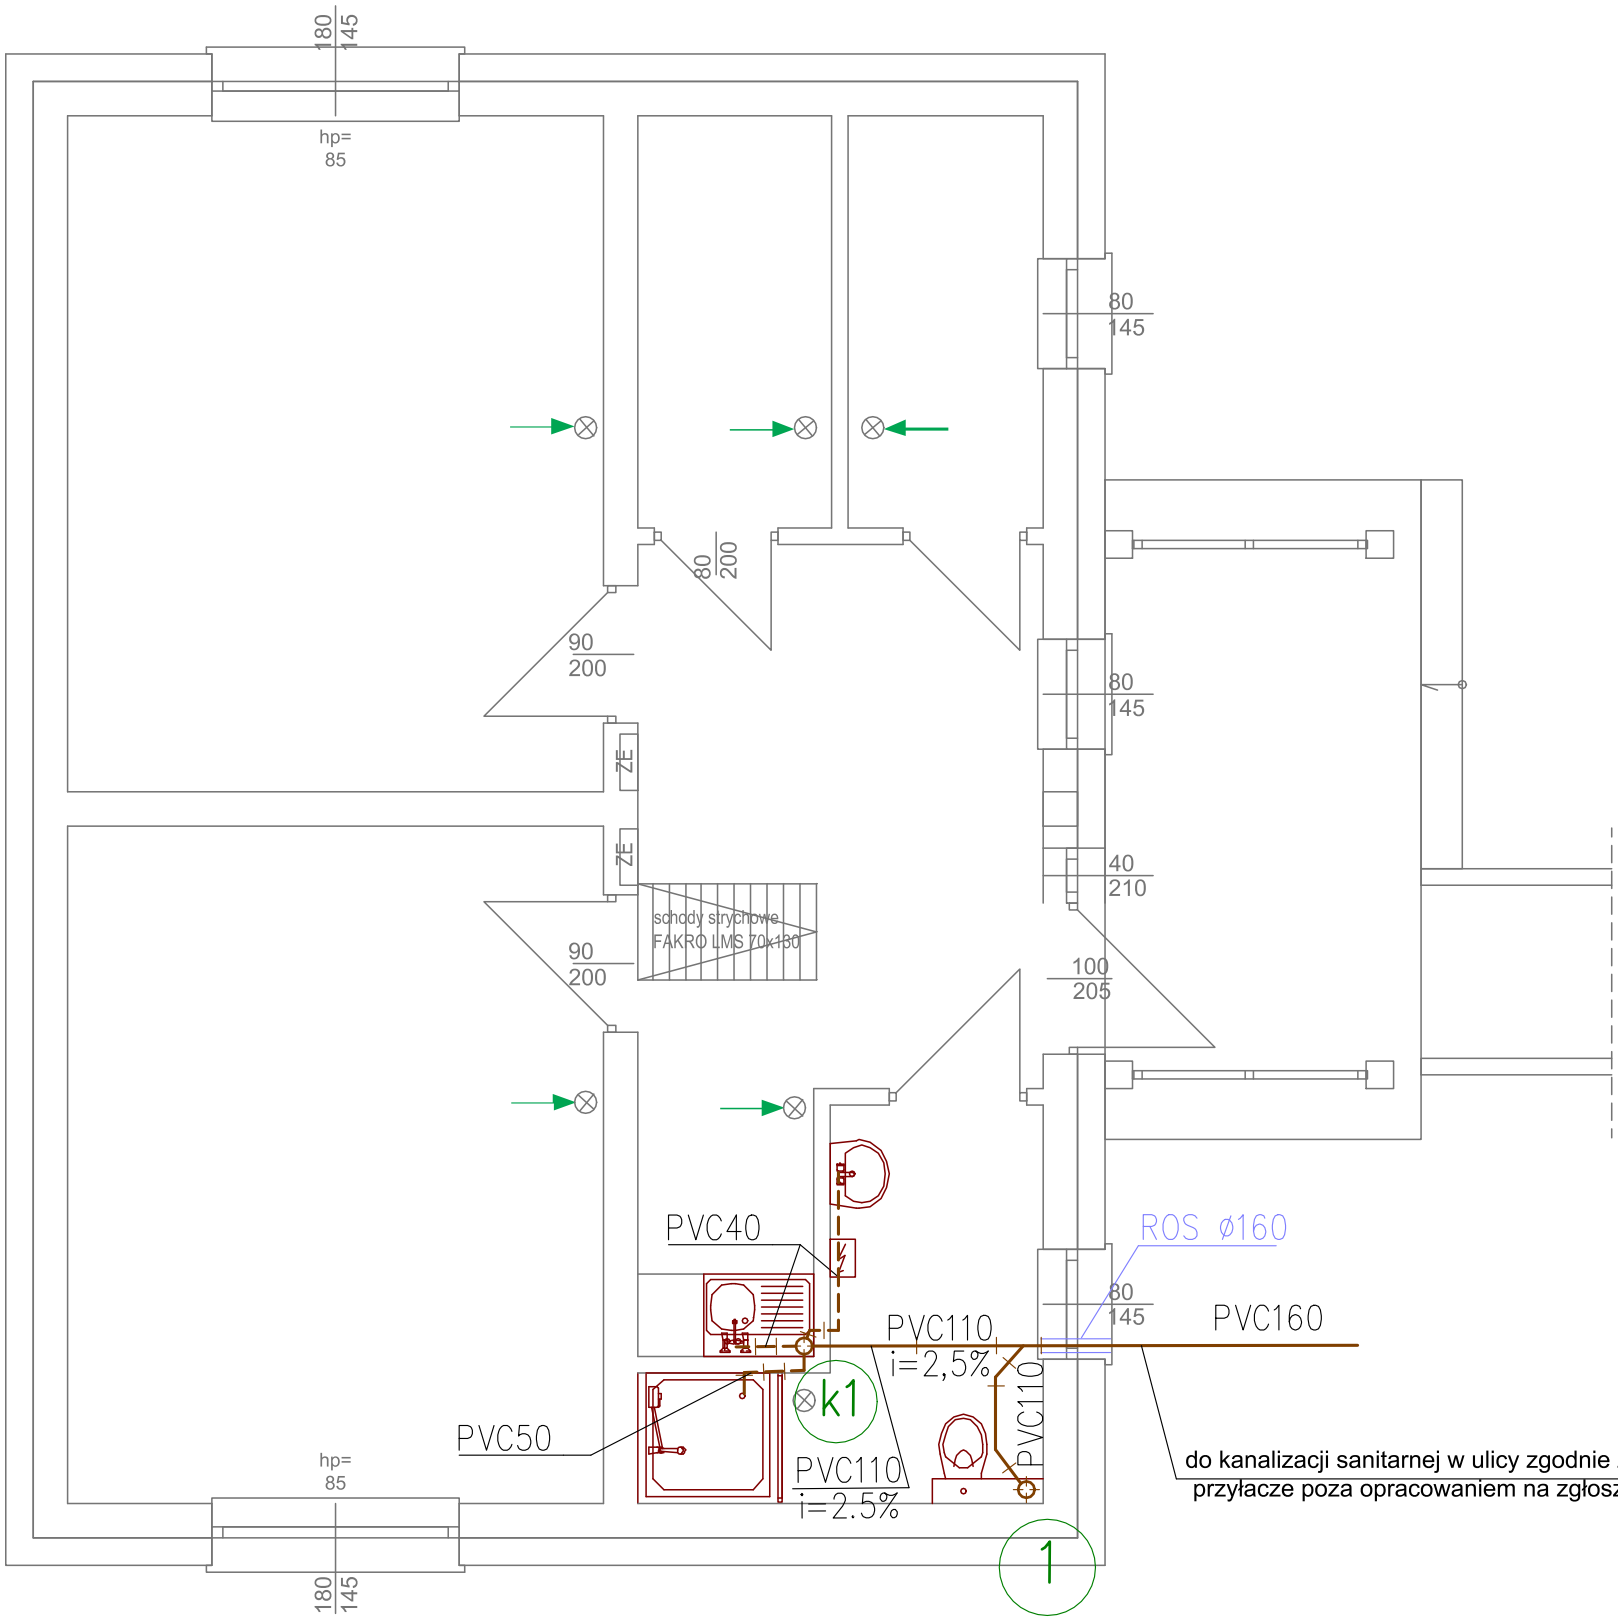 180
145
hp=
85
80
145
80
200
90
200
80
145
ZE
ZE
40
210
schody strychowe
FAKRO LMS 70x130
90
200
100
205
PVC40
ROS ø160
80
145
PVC110
i=2,5%
PVC160
PVC110
k1
PVC50
hp=
85
PVC110
i=2.5%
do kanalizacji sanitarnej w ulicy zgodnie
przyłacze poza opracowaniem na zgłosz
1
180
145